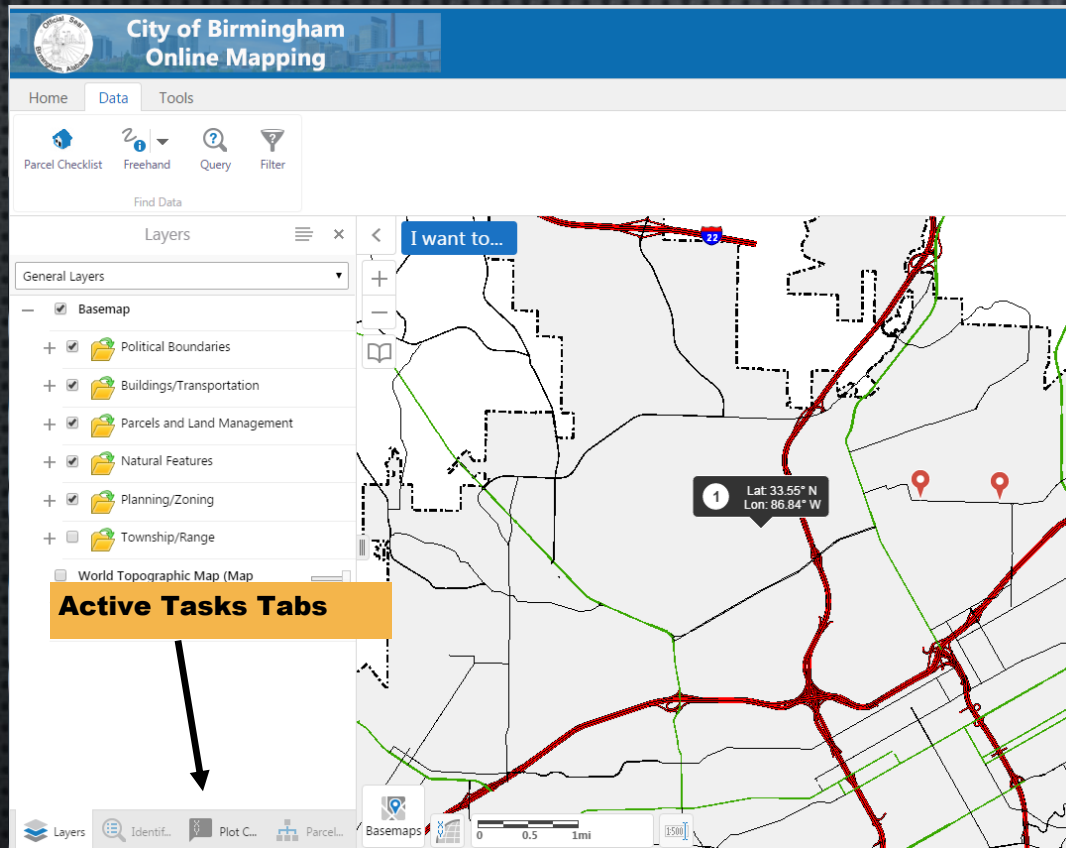 City of Birmingham
Online Mapping
Home Data Tools
Parcel Checklist Freehand Query Filter
Find Data
Layers
I want to...
22
General Layers
Basemap
Political Boundaries
Buildings/Transportation
Parcels and Land Management
Natural Features
Planning/Zoning
Township/Range
1 Lat: 33.55° N
Lon: 86.84° W
World Topographic Map (Map
Active Tasks Tabs
Layers Identif... Plot C... Parcel...
Basemaps
0 0.5 1mi
1:500